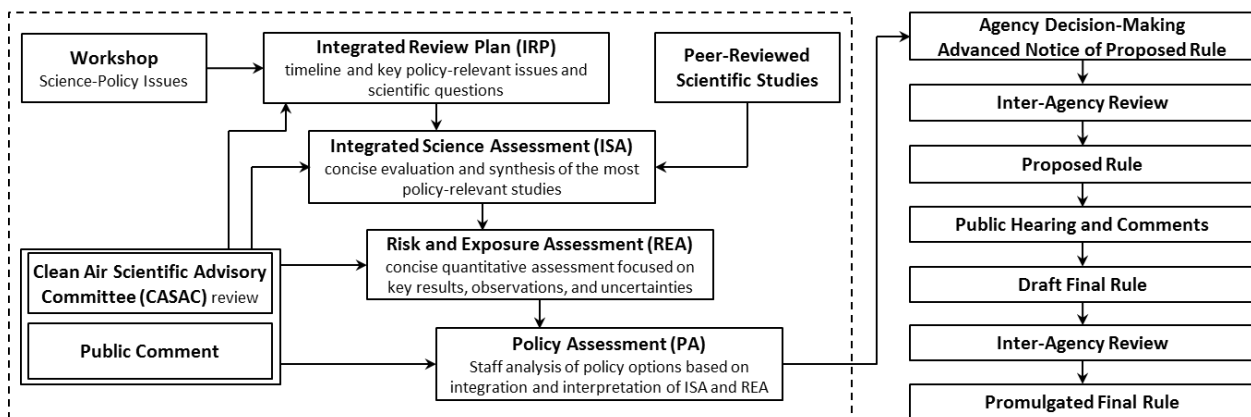 Workshop
Science-Policy Issues
Integrated Review Plan (IRP)
timeline and key policy-relevant issues and
scientific questions
Peer-Reviewed
Scientific Studies
Integrated Science Assessment (ISA)
concise evaluation and synthesis of the most
policy-relevant studies
Risk and Exposure Assessment (REA)
concise quantitative assessment focused on
key results, observations, and uncertainties
Clean Air Scientific Advisory
Committee (CASAC) review
Public Comment
Policy Assessment (PA)
Staff analysis of policy options based on
integration and interpretation of ISA and REA
Agency Decision-Making
Advanced Notice of Proposed Rule
Inter-Agency Review
Proposed Rule
Public Hearing and Comments
Draft Final Rule
Inter-Agency Review
Promulgated Final Rule